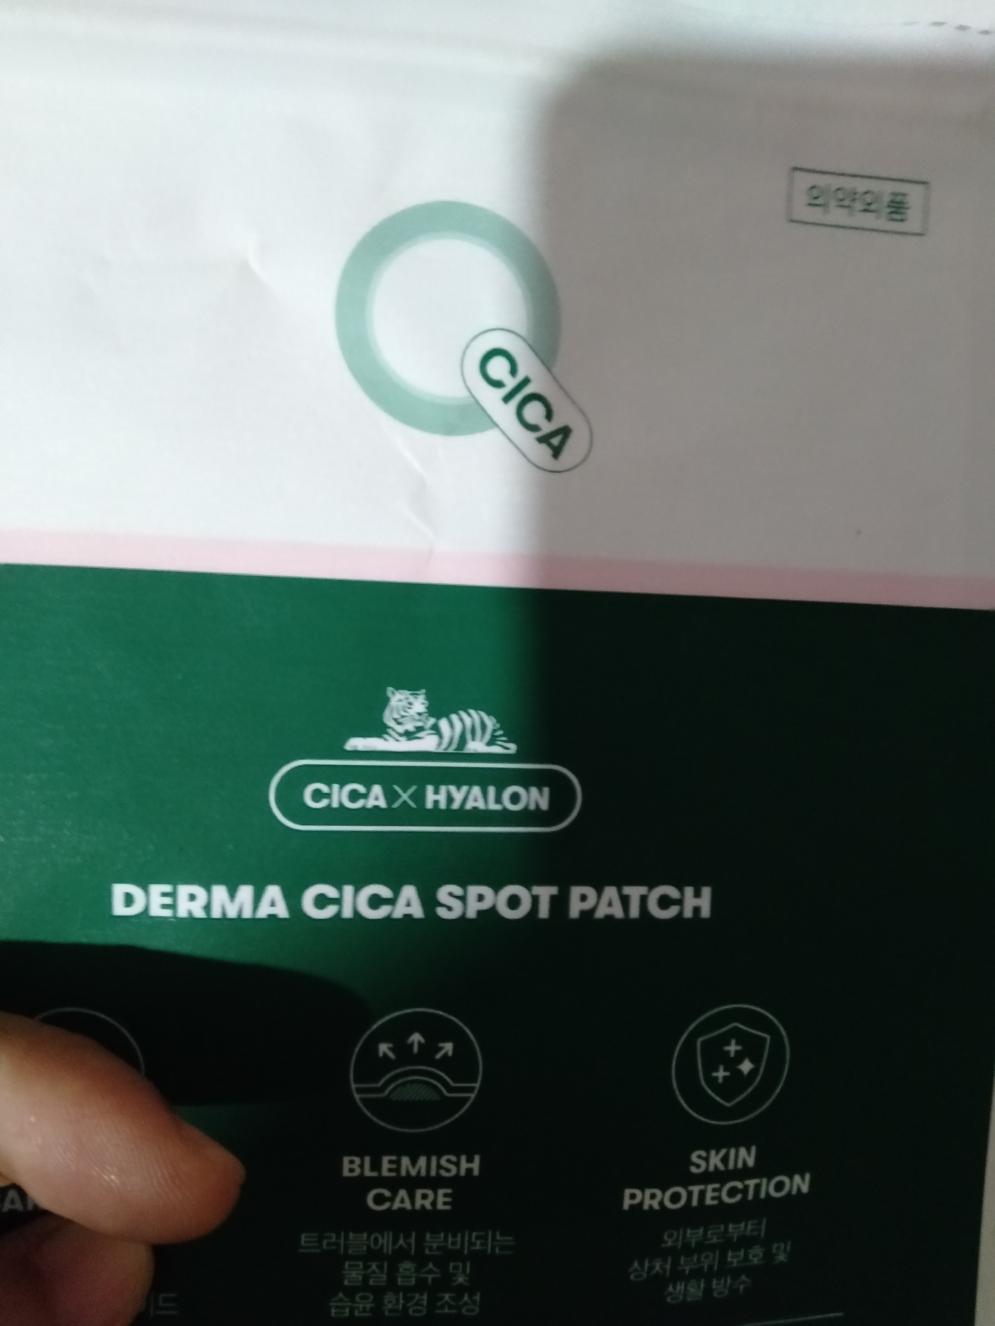 의약외품
CICA
CICA X HYALON
DERMA CICA SPOT PATCH
BLEMISH
CARE
트러블에서 분비되는
물질 흡수 및
습윤 환경 조성
SKIN
PROTECTION
외부로부터
상처 부위 보호 및
생활 방수